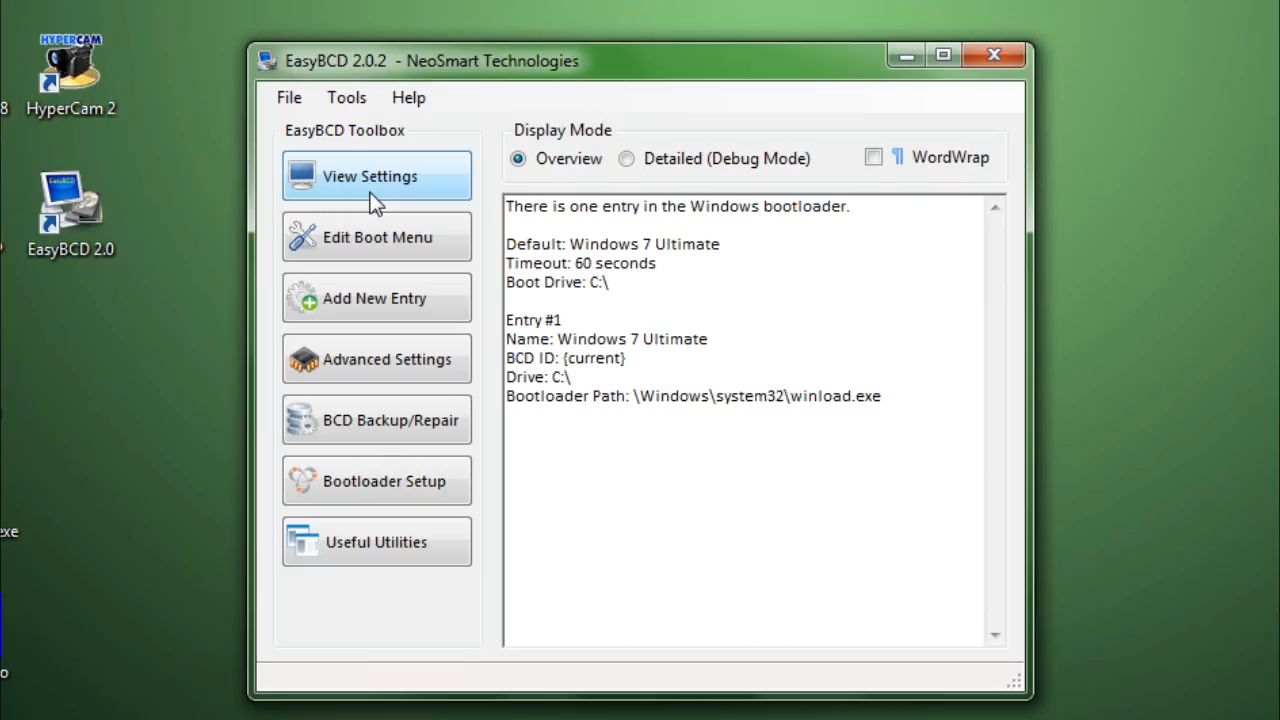 HYPERCAM
HyperCam 2
8
EASYBCD
EasyBCD 2.0
exe
o
EasyBCD 2.0.2 - NeoSmart Technologies
File Tools Help
EasyBCD Toolbox
View Settings
Edit Boot Menu
Add New Entry
Advanced Settings
BCD Backup/Repair
Bootloader Setup
Useful Utilities
Display Mode
Overview Detailed (Debug Mode) ¶ WordWrap
There is one entry in the Windows bootloader.
Default: Windows 7 Ultimate
Timeout: 60 seconds
Boot Drive: C:\
Entry #1
Name: Windows 7 Ultimate
BCD ID: {current}
Drive: C:\
Bootloader Path: \Windows\system32\winload.exe